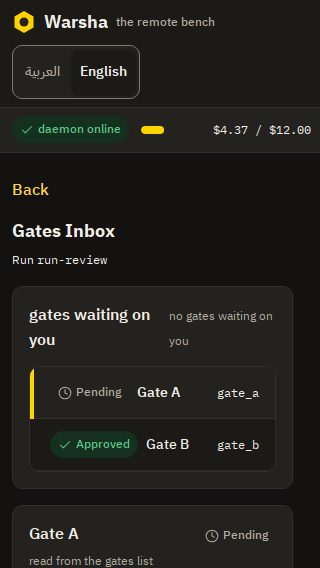 Warsha the remote bench
العربية English
daemon online $4.37 / $12.00
Back
Gates Inbox
Run run-review
gates waiting on you no gates waiting on you
Pending Gate A gate_a
Approved Gate B gate_b
Gate A Pending
read from the gates list